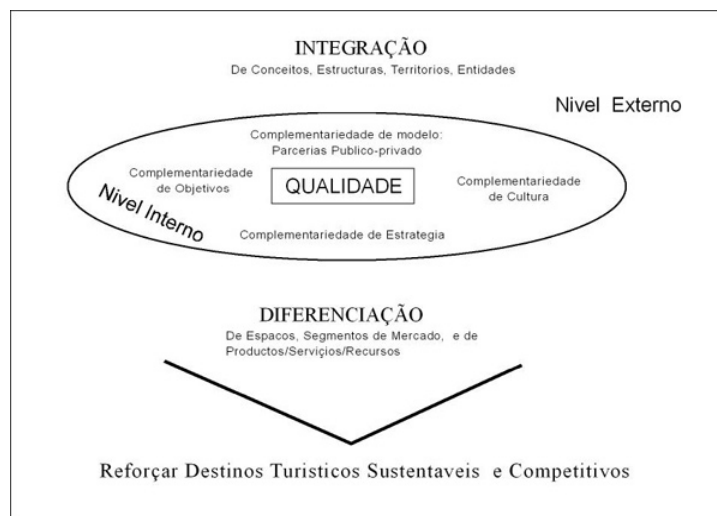 INTEGRAÇÃO
De Conceitos, Estructuras, Territorios, Entidades
Nivel Externo
Complementariedade de modelo:
Parcerias Publico-privado
Complementariedade
de Objetivos
QUALIDADE
Complementariedade
de Cultura
Nivel Interno
Complementariedade de Estrategia
DIFERENCIAÇÃO
De Espacos, Segmentos de Mercado, e de
Productos/Serviçios/Recursos
Reforçar Destinos Turisticos Sustentaveis e Competitivos